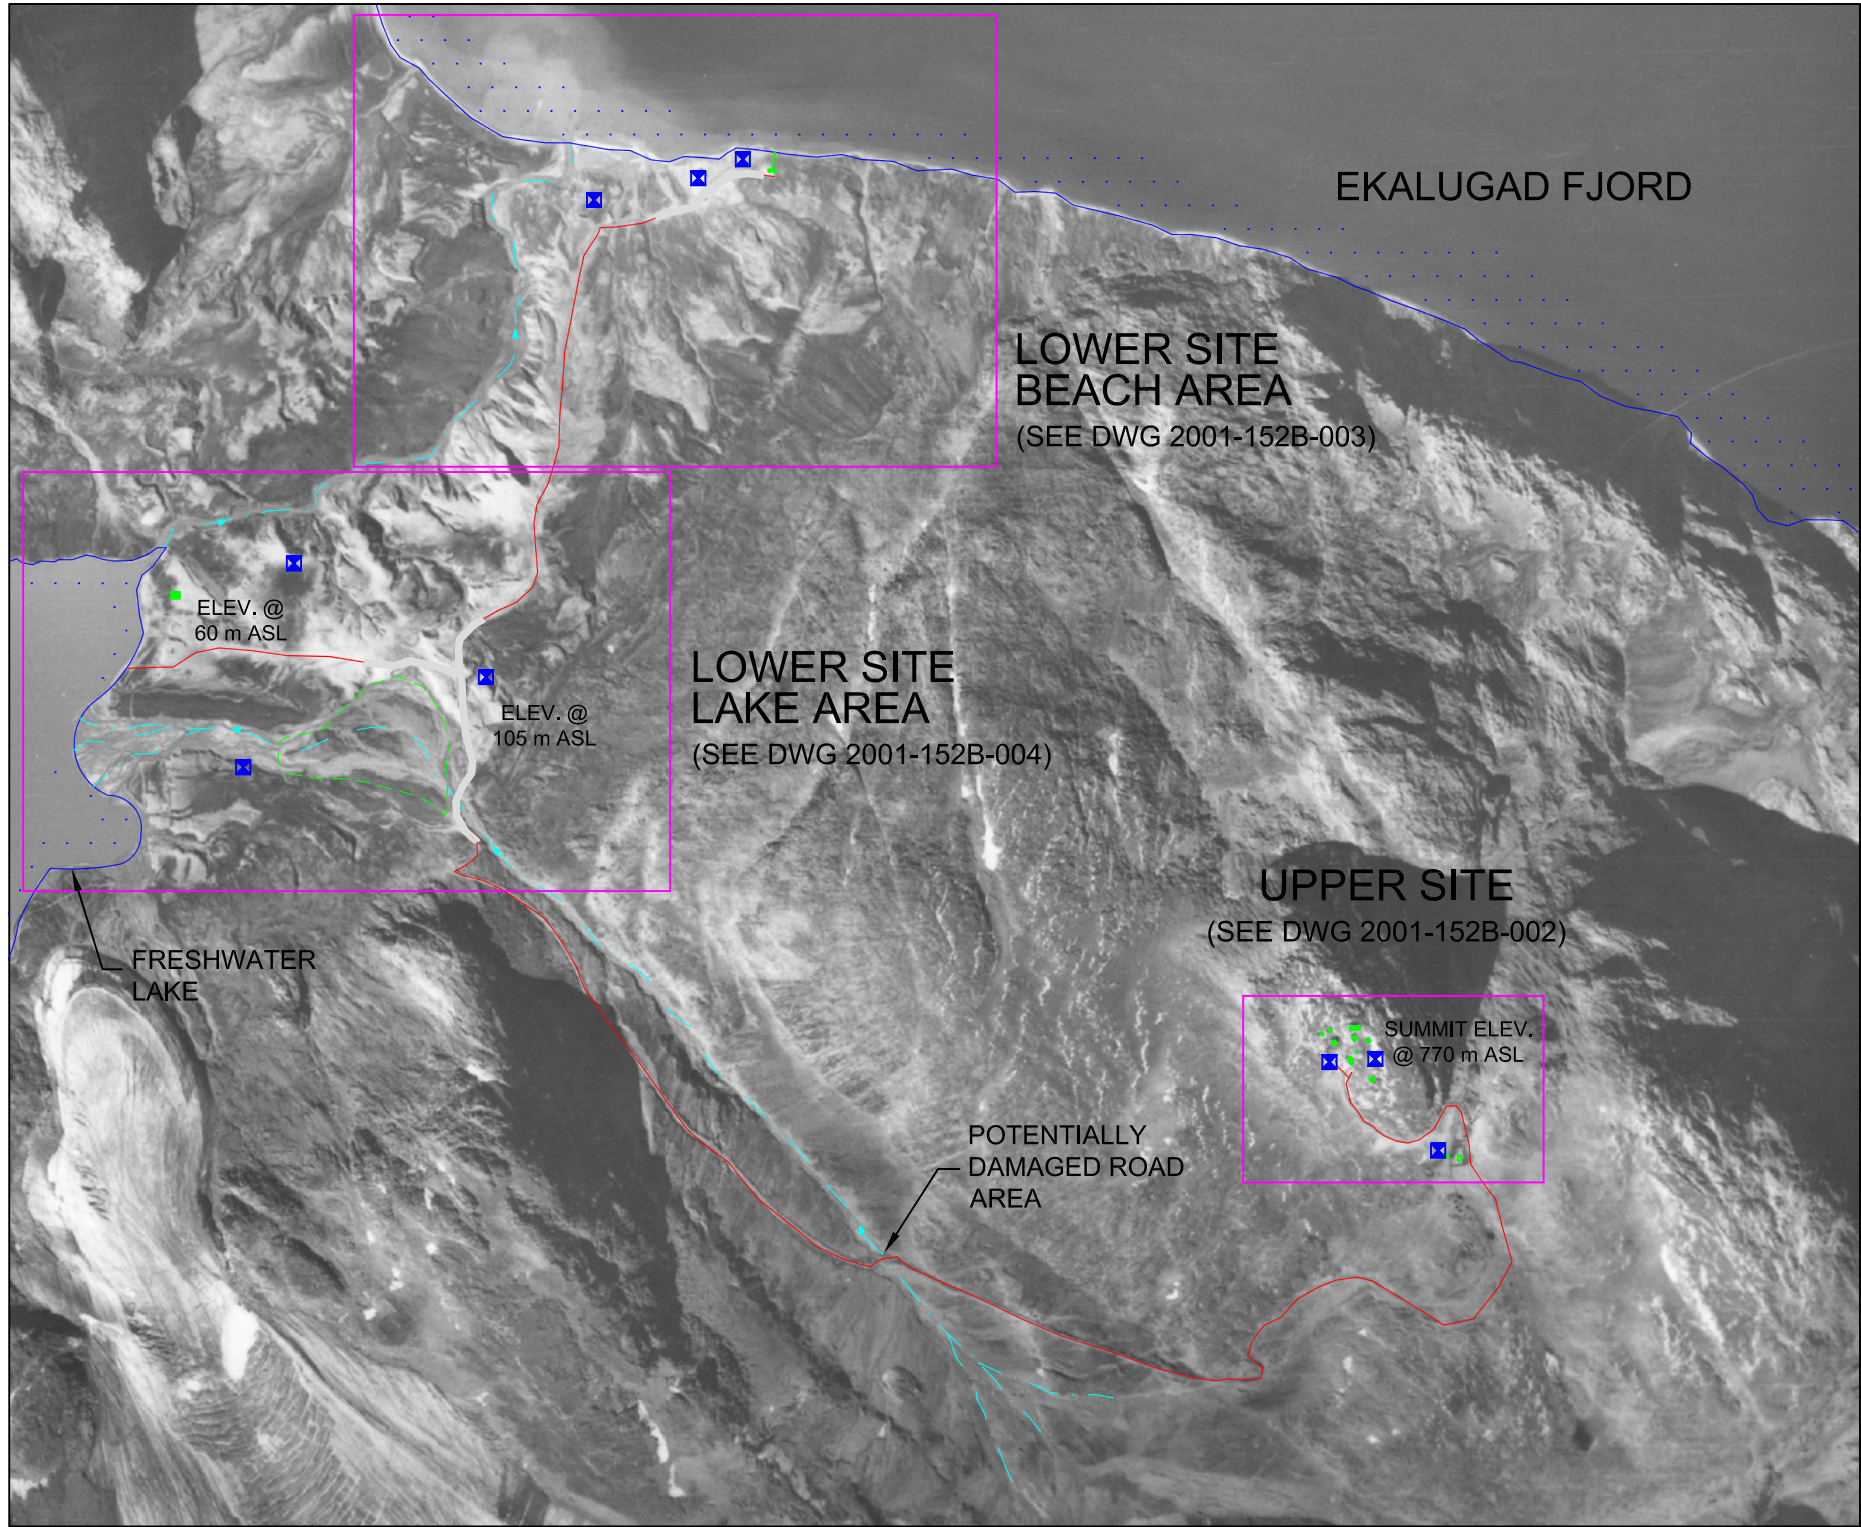 EKALUGAD FJORD
LOWER SITE
BEACH AREA
(SEE DWG 2001-152B-003)
ELEV. @
60 m ASL
LOWER SITE
LAKE AREA
(SEE DWG 2001-152B-004)
ELEV. @
105 m ASL
UPPER SITE
(SEE DWG 2001-152B-002)
FRESHWATER
LAKE
SUMMIT ELEV.
@ 770 m ASL
POTENTIALLY
DAMAGED ROAD
AREA